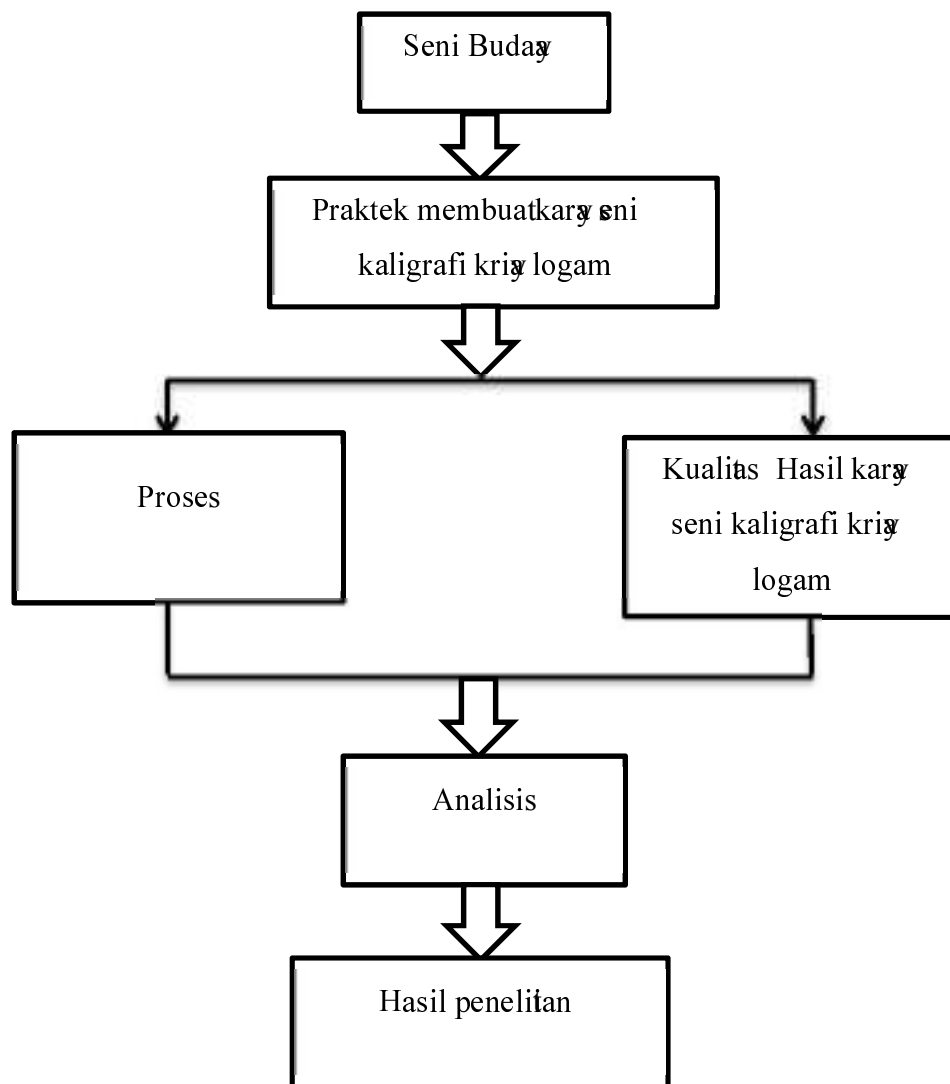 Seni Budaya
Praktek membuat karya seni
kaligrafi kriya logam
Proses
Kualitas Hasil karya
seni kaligrafi kriya
logam
Analisis
Hasil penelitian